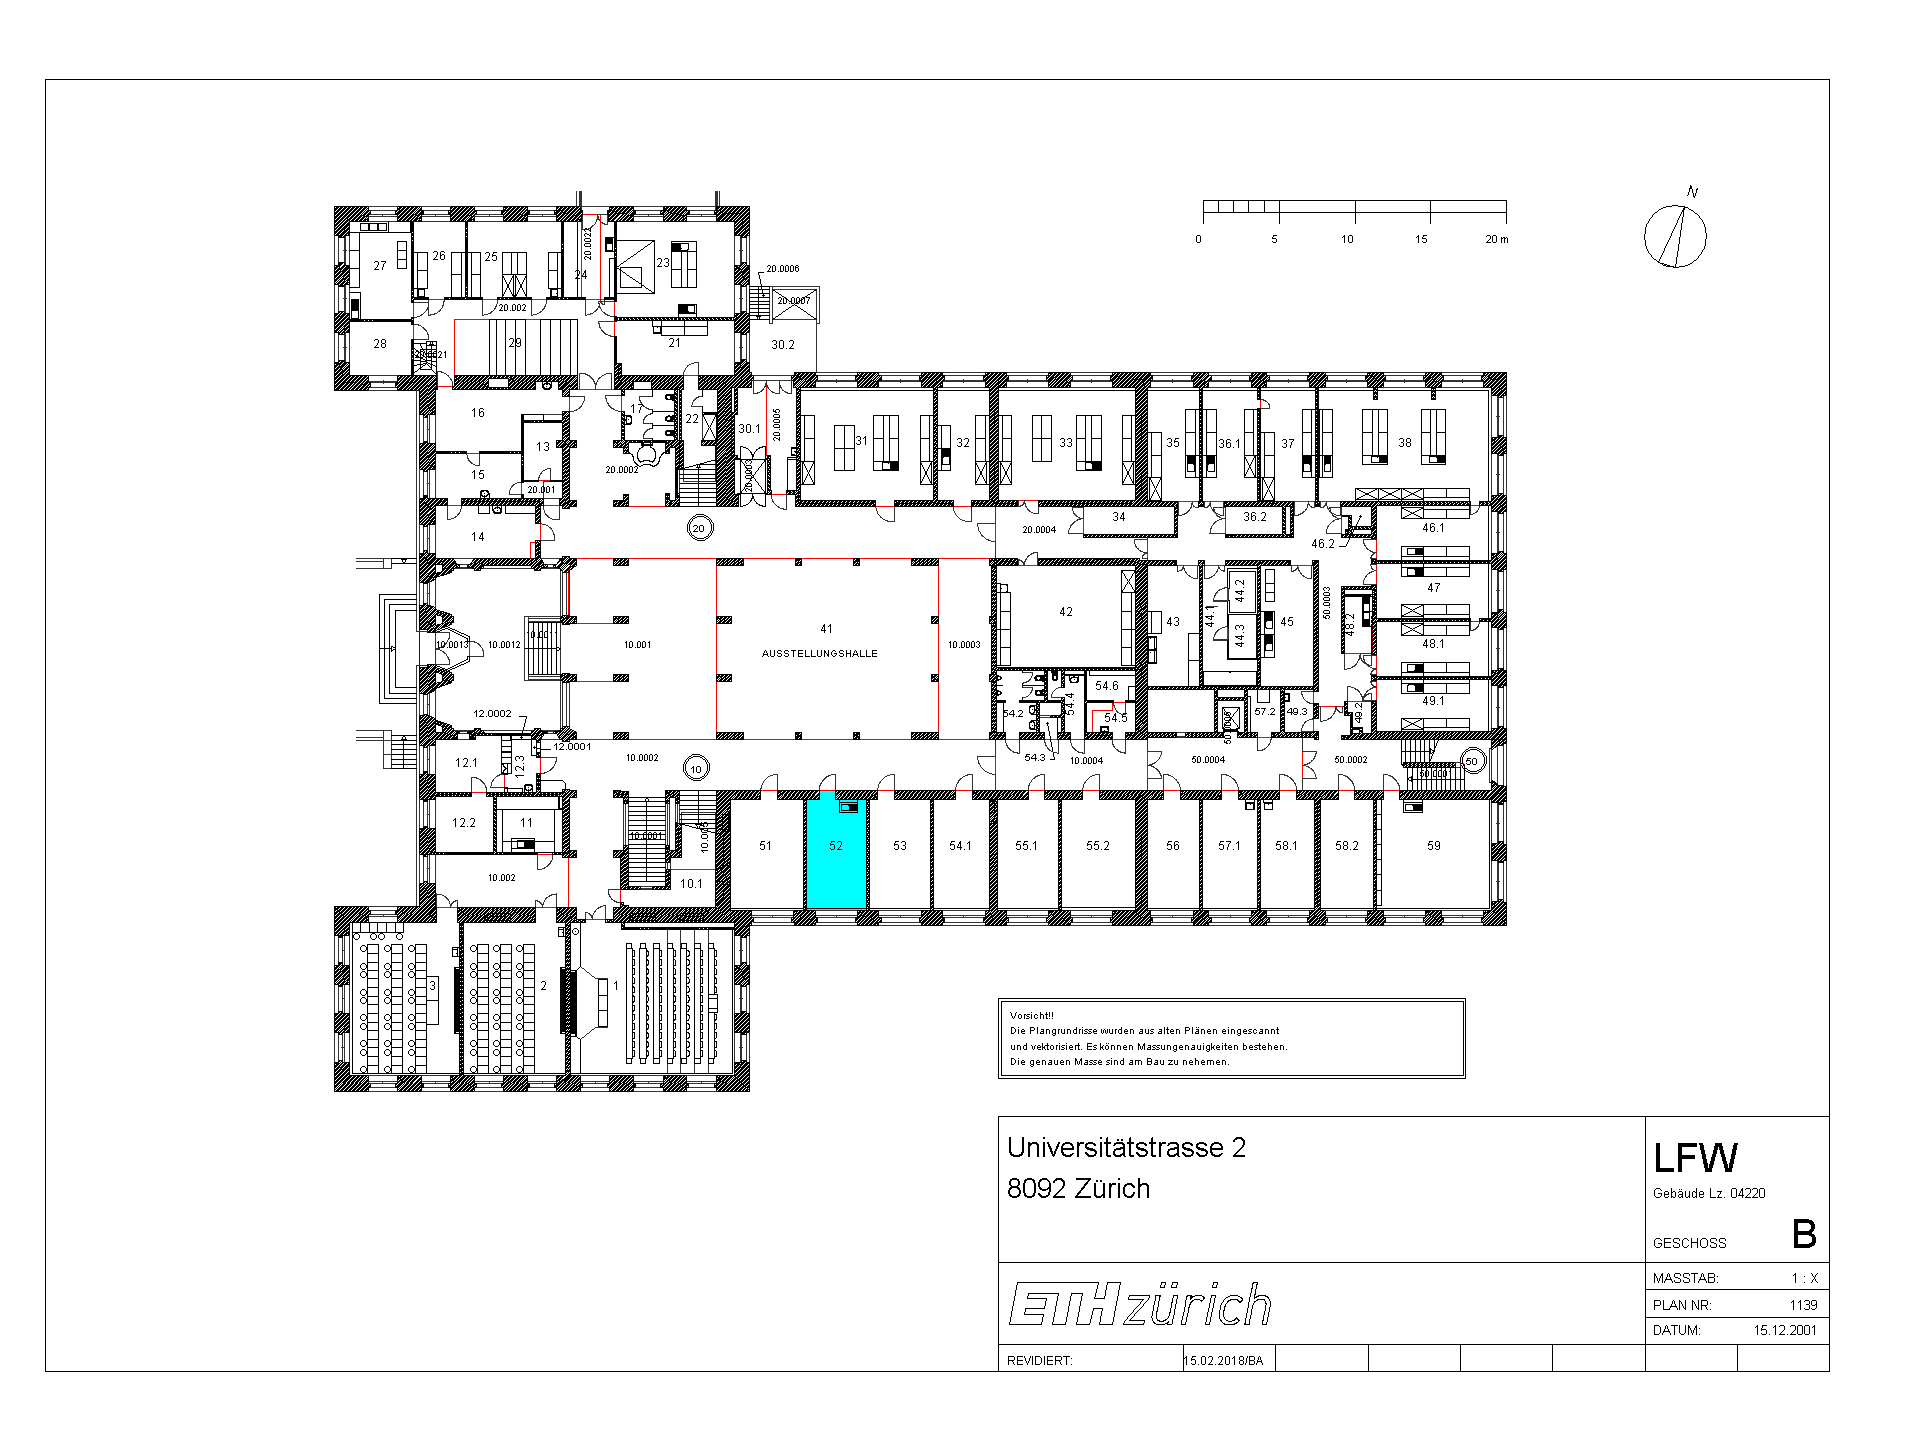 N
0 5 10 15 20 m
27 26 25 24 20.0022 23
20.0006
20.0007
20.002
28 20.0021 29 21 30.2
16 17 22 30.1 20.0005 31 32 33 35 36.1 37 38
13
15 20.0002 20.0003
20.001
14 20 20.0004 34 36.2 46.2 46.1
44.2 47
42 44.1 50.0003
10.0013 10.0012 10.0011 10.001 41 10.0003 43 44.3 45 48.2 48.1
AUSSTELLUNGSHALLE
54.4 54.6 49.1
12.0002 54.2 54.5 57.2 49.3 49.2
12.0001
12.1 12.3 10.0002 10 54.3 10.0004 50.0004 50.0002 50
50.0001
12.2 11 10.0001 10.005 51 52 53 54.1 55.1 55.2 56 57.1 58.1 58.2 59
10.002 10.1
3 2 1
Vorsicht!!
Die Plangrundrisse wurden aus alten Plänen eingescannt
und vektorisiert. Es können Massungenauigkeiten bestehen.
Die genauen Masse sind am Bau zu nehemen.
Universitätstrasse 2
8092 Zürich
LFW
Gebäude Lz. 04220
GESCHOSS B
ETH zürich
MASSTAB: 1 : X
PLAN NR: 1139
DATUM: 15.12.2001
REVIDIERT: 15.02.2018/BA